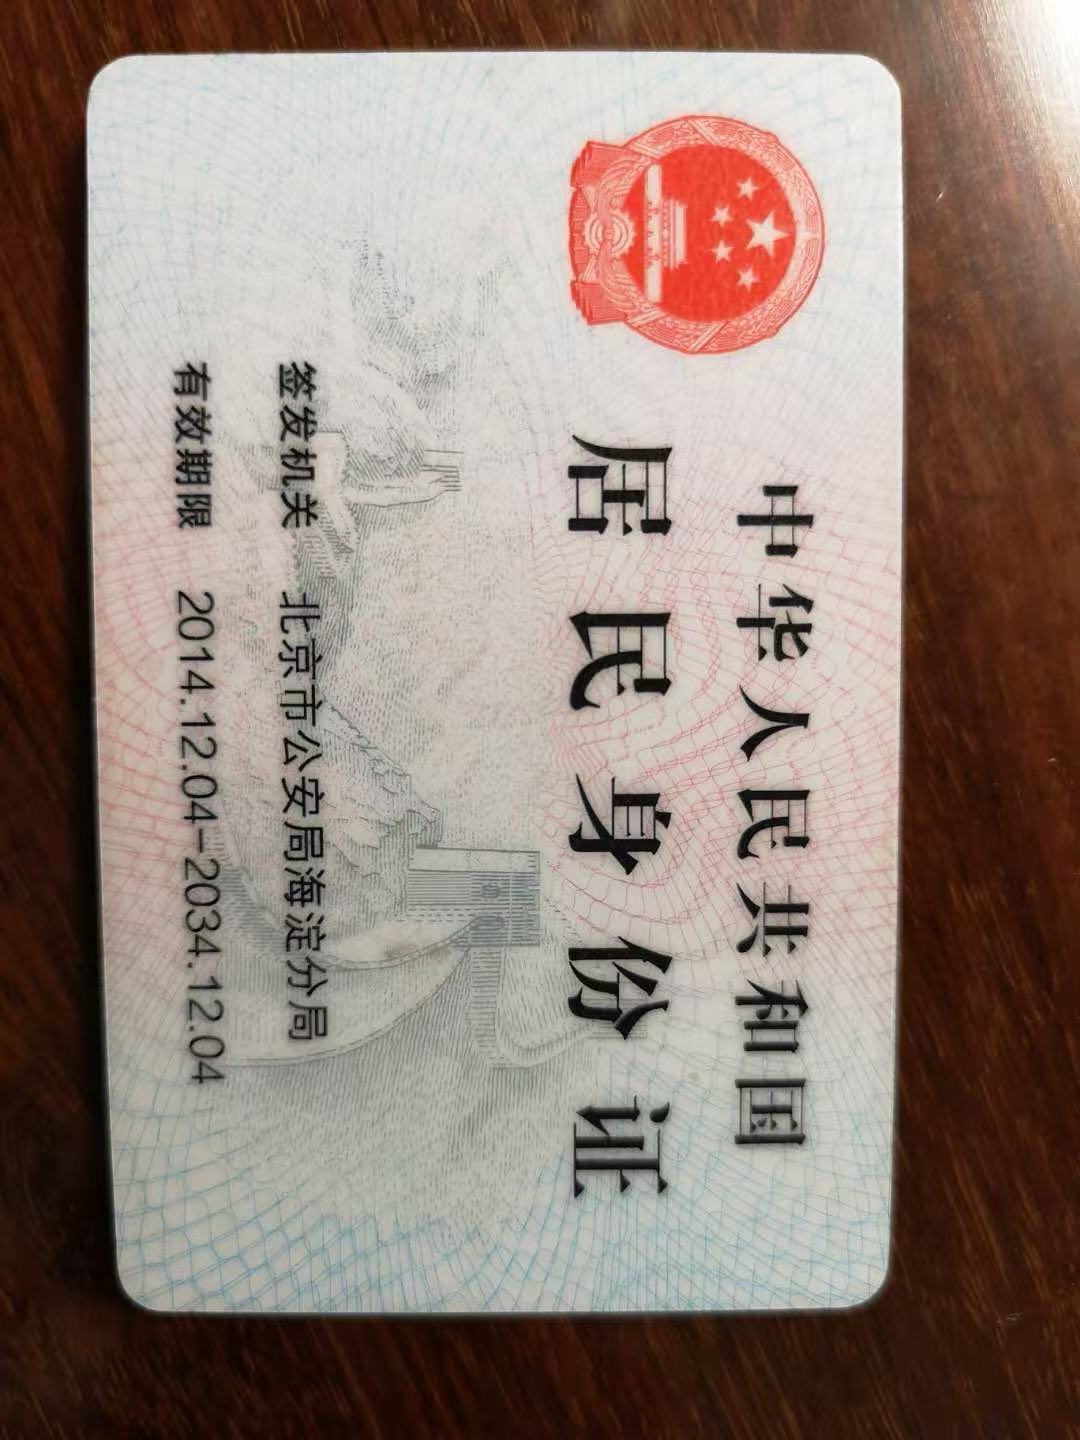 中华人民共和国
居民身份证
签发机关 北京市公安局海淀分局
有效期限 2014.12.04-2034.12.04